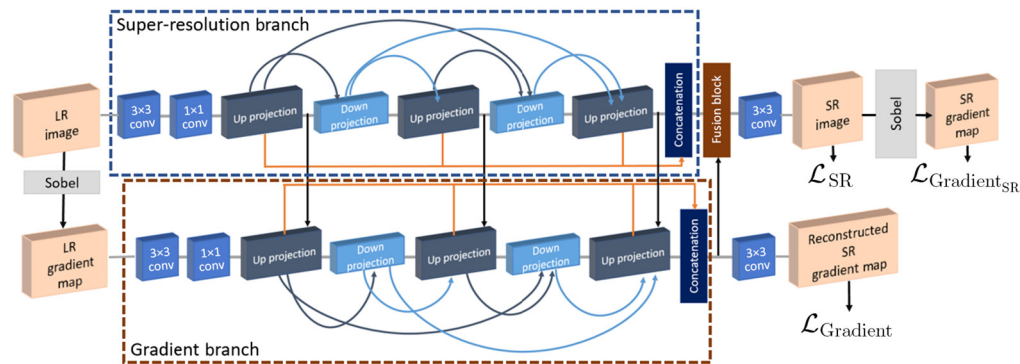 Super-resolution branch
LR
image
3×3
conv
1×1
conv
Up projection
Down
projection
Up projection
Down
projection
Up projection
Concatenation
Fusion block
3×3
conv
SR
image
Sobel
SR
gradient
map
ℒSR
ℒGradientSR
Sobel
LR
gradient
map
3×3
conv
1×1
conv
Up projection
Down
projection
Up projection
Down
projection
Up projection
Concatenation
3×3
conv
Reconstructed
SR
gradient map
ℒGradient
Gradient branch